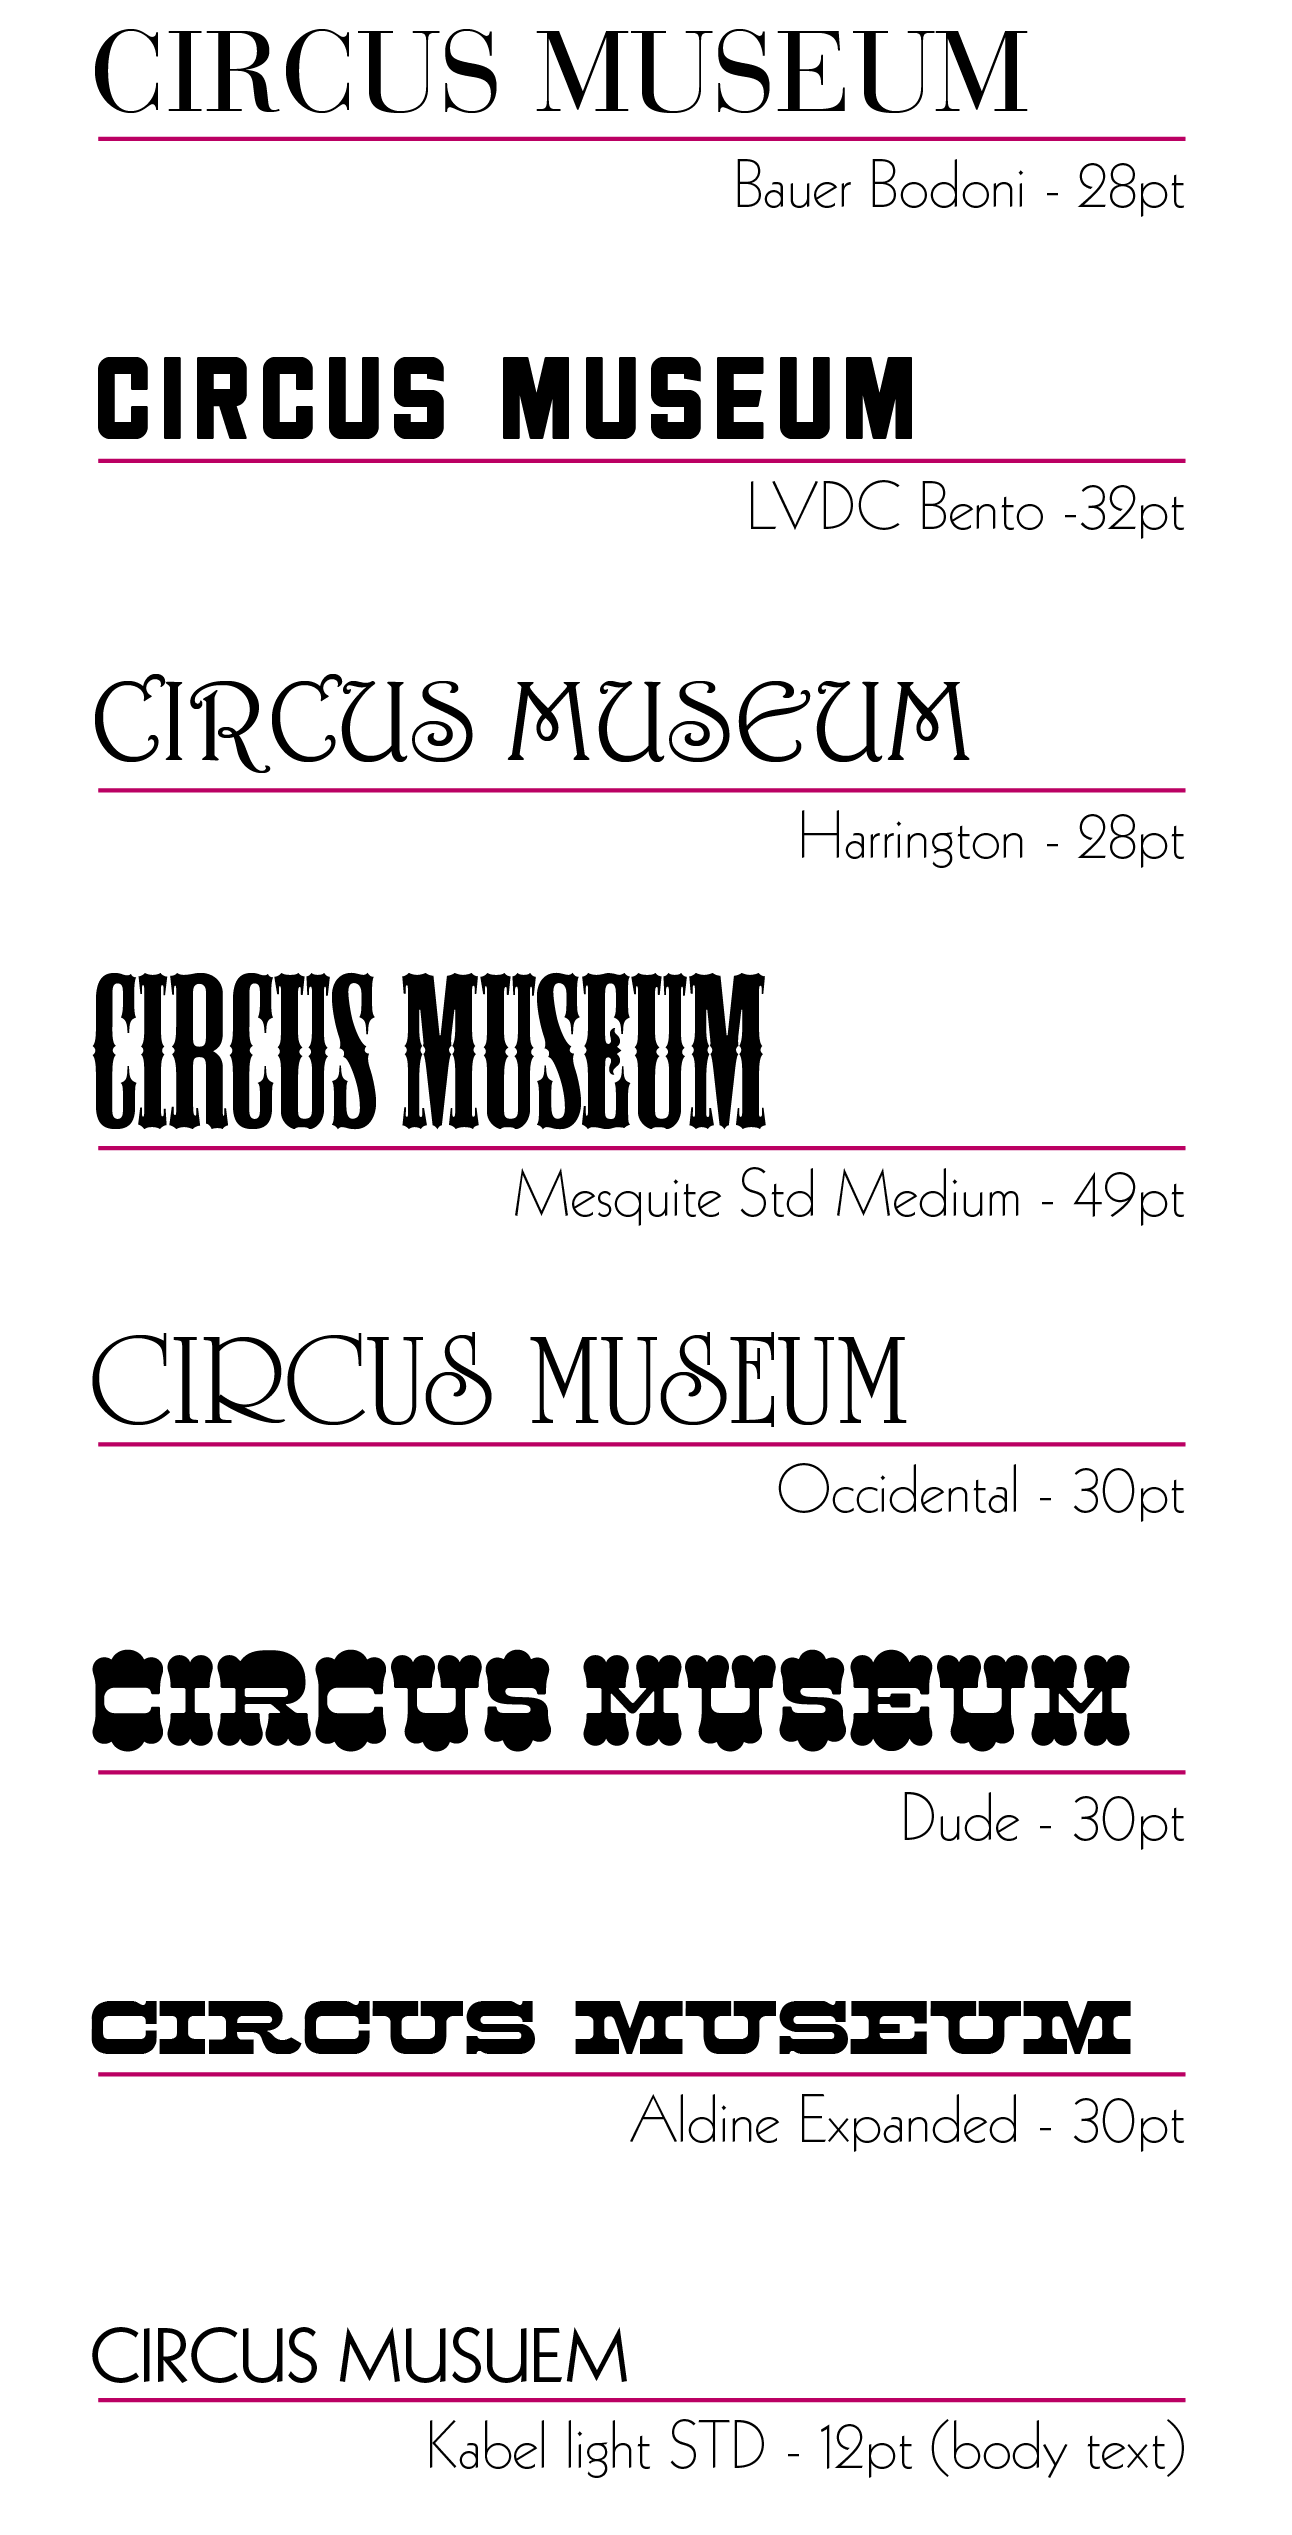 CIRCUS MUSEUM
Bauer Bodoni - 28pt
CIRCUS MUSEUM
LVDC Bento -32pt
CIRCUS MUSEUM
Harrington - 28pt
CIRCUS MUSEUM
Mesquite Std Medium - 49pt
CIRCUS MUSEUM
Occidental - 30pt
CIRCUS MUSEUM
Dude - 30pt
CIRCUS MUSEUM
Aldine Expanded - 30pt
CIRCUS MUSUEM
Kabel light STD - 12pt (body text)